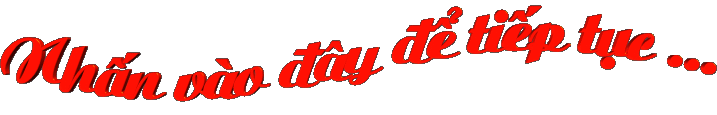 Nhấn vào đây để tiếp tục ...